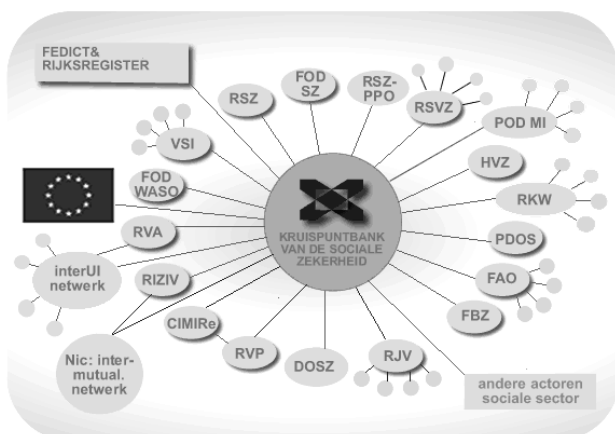 FEDICT&
RIJKSREGISTER
RSZ
FOD
SZ
RSZ-
PPO
RSVZ
POD MI
VSI
HVZ
FOD
WASO
RKW
KRUISPUNTBANK
VAN DE SOCIALE
ZEKERHEID
RVA
PDOS
interUI
netwerk
RIZIV
FAO
CIMIRe
FBZ
Nic: inter-
mutual.
netwerk
RVP
DOSZ
RJV
andere actoren
sociale sector